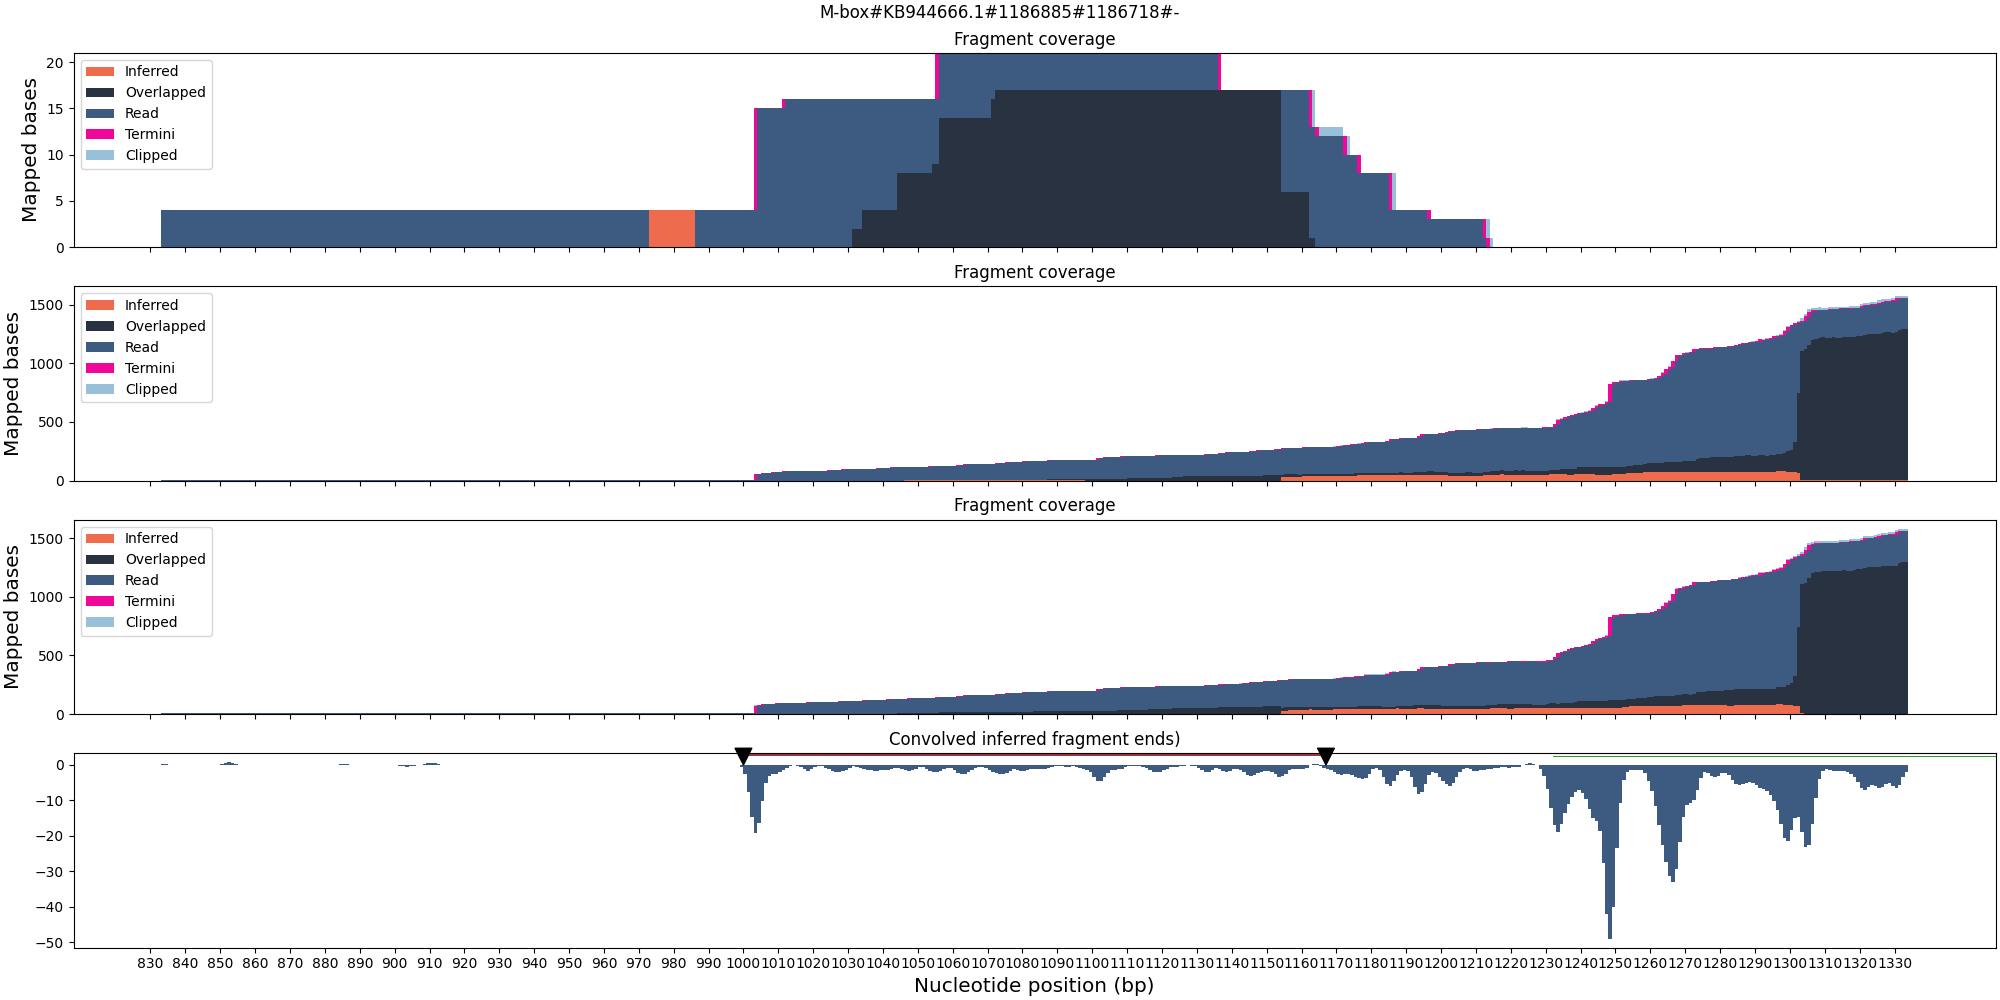 M-box#KB944666.1#1186885#1186718#-
Fragment coverage
Mapped bases
20
15
10
5
0
Inferred
Overlapped
Read
Termini
Clipped
Fragment coverage
Mapped bases
1500
1000
500
0
Inferred
Overlapped
Read
Termini
Clipped
Fragment coverage
Mapped bases
1500
1000
500
0
Inferred
Overlapped
Read
Termini
Clipped
Convolved inferred fragment ends)
0
−10
−20
−30
−40
−50
830 840 850 860 870 880 890 900 910 920 930 940 950 960 970 980 990 1000 1010 1020 1030 1040 1050 1060 1070 1080 1090 1100 1110 1120 1130 1140 1150 1160 1170 1180 1190 1200 1210 1220 1230 1240 1250 1260 1270 1280 1290 1300 1310 1320 1330
Nucleotide position (bp)